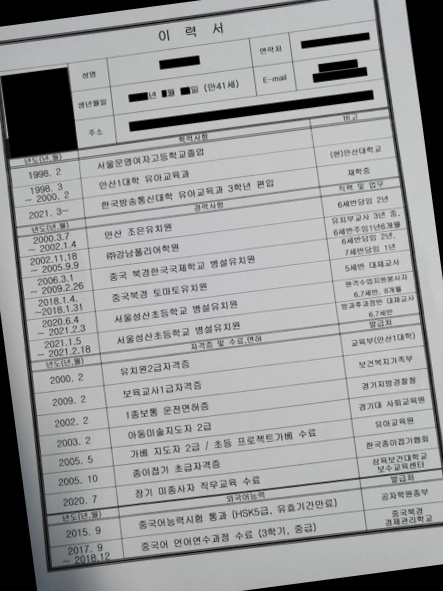 이 력 서
성명
연락처
생년월일
년 월 일 (만41세)
E-mail
주소
년도(년,월) 학력사항 비고
1998. 2 서울문영여자고등학교졸업
1998. 3 ~ 2000. 2 안산1대학 유아교육과 (현)안산대학교
2021. 3~ 한국방송통신대학 유아교육과 3학년 편입 재학중
년도(년,월) 경력사항 직책 및 업무
2000.3.7 ~ 2002.1.4 안산 조은유치원 6세반담임 2년
2002.11.18 ~ 2005.9.9 ㈜강남플러어학원 유치부교사 3년 중, 6세반주임1년6개월
2006.3.1 ~ 2009.2.26 중국 북경한국국제학교 병설유치원 6세반담임 2년, 7세반담임 1년
2018.1.4. ~2018.1.31 중국북경 토마토유치원 5세반 대체교사
2020.6.4 ~ 2021.2.3 서울성산초등학교 병설유치원 원격수업지원봉사자 6,7세반, 8개월
2021.1.5 ~ 2021.2.18 서울성산초등학교 병설유치원 방과후과정반 대체교사 6,7세반
년도(년,월) 자격증 및 수료,면허 발급처
2000. 2 유치원2급자격증 교육부(안산1대학)
2009. 2 보육교사1급자격증 보건복지가족부
2002. 2 1종보통 운전면허증 경기지방경찰청
2003. 2 아동미술지도자 2급 경기대 사회교육원
2005. 5 가베 지도자 2급 / 초등 프로젝트가베 수료 유아교육원
2005. 10 종이접기 초급자격증 한국종이접기협회
2020. 7 장기 미종사자 직무교육 수료 삼육보건대학교 보수교육센터
년도(년,월) 외국어능력 발급처
2015. 9 중국어능력시험 통과 (HSK5급, 유효기간만료) 공자학원총부
2017. 9 ~ 2018.12 중국어 언어연수과정 수료 (3학기, 중급) 중국북경 경제관리학교